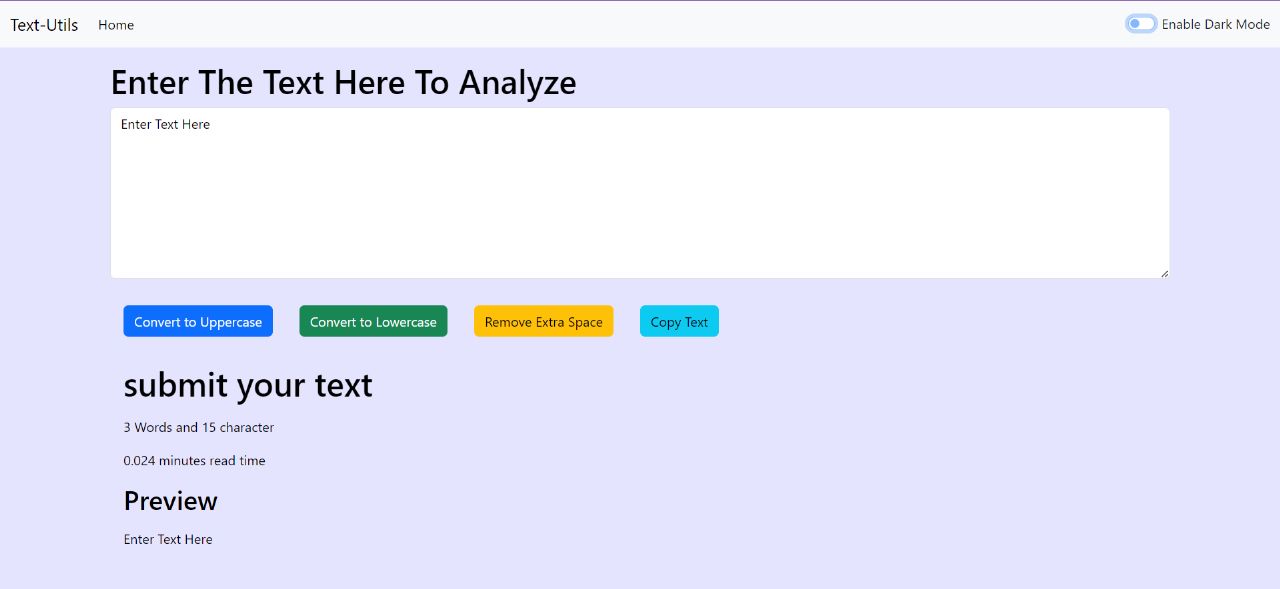 Text-Utils Home Enable Dark Mode
Enter The Text Here To Analyze
Enter Text Here
Convert to Uppercase Convert to Lowercase Remove Extra Space Copy Text
submit your text
3 Words and 15 character
0.024 minutes read time
Preview
Enter Text Here